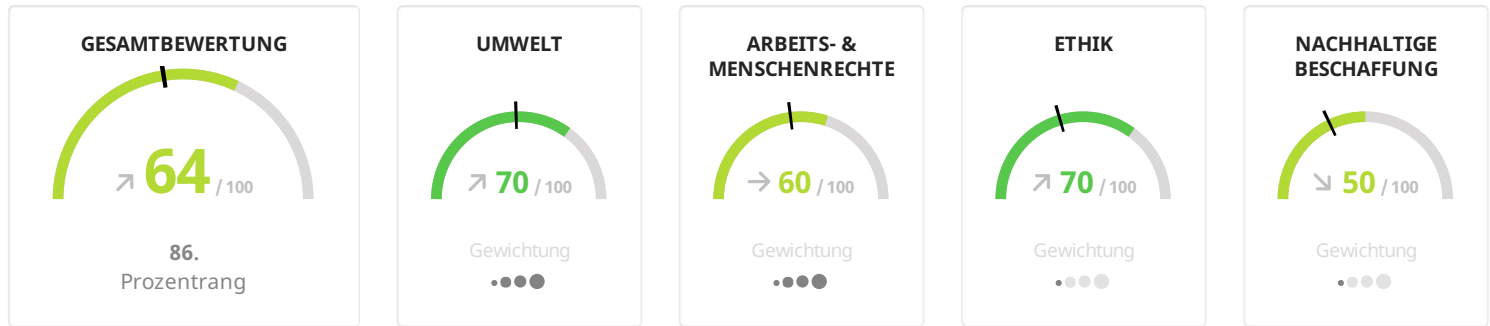 GESAMTBEWERTUNG
64 / 100
86.
Prozentrang
UMWELT
70 / 100
Gewichtung
ARBEITS- &
MENSCHENRECHTE
60 / 100
Gewichtung
ETHIK
70 / 100
Gewichtung
NACHHALTIGE
BESCHAFFUNG
50 / 100
Gewichtung